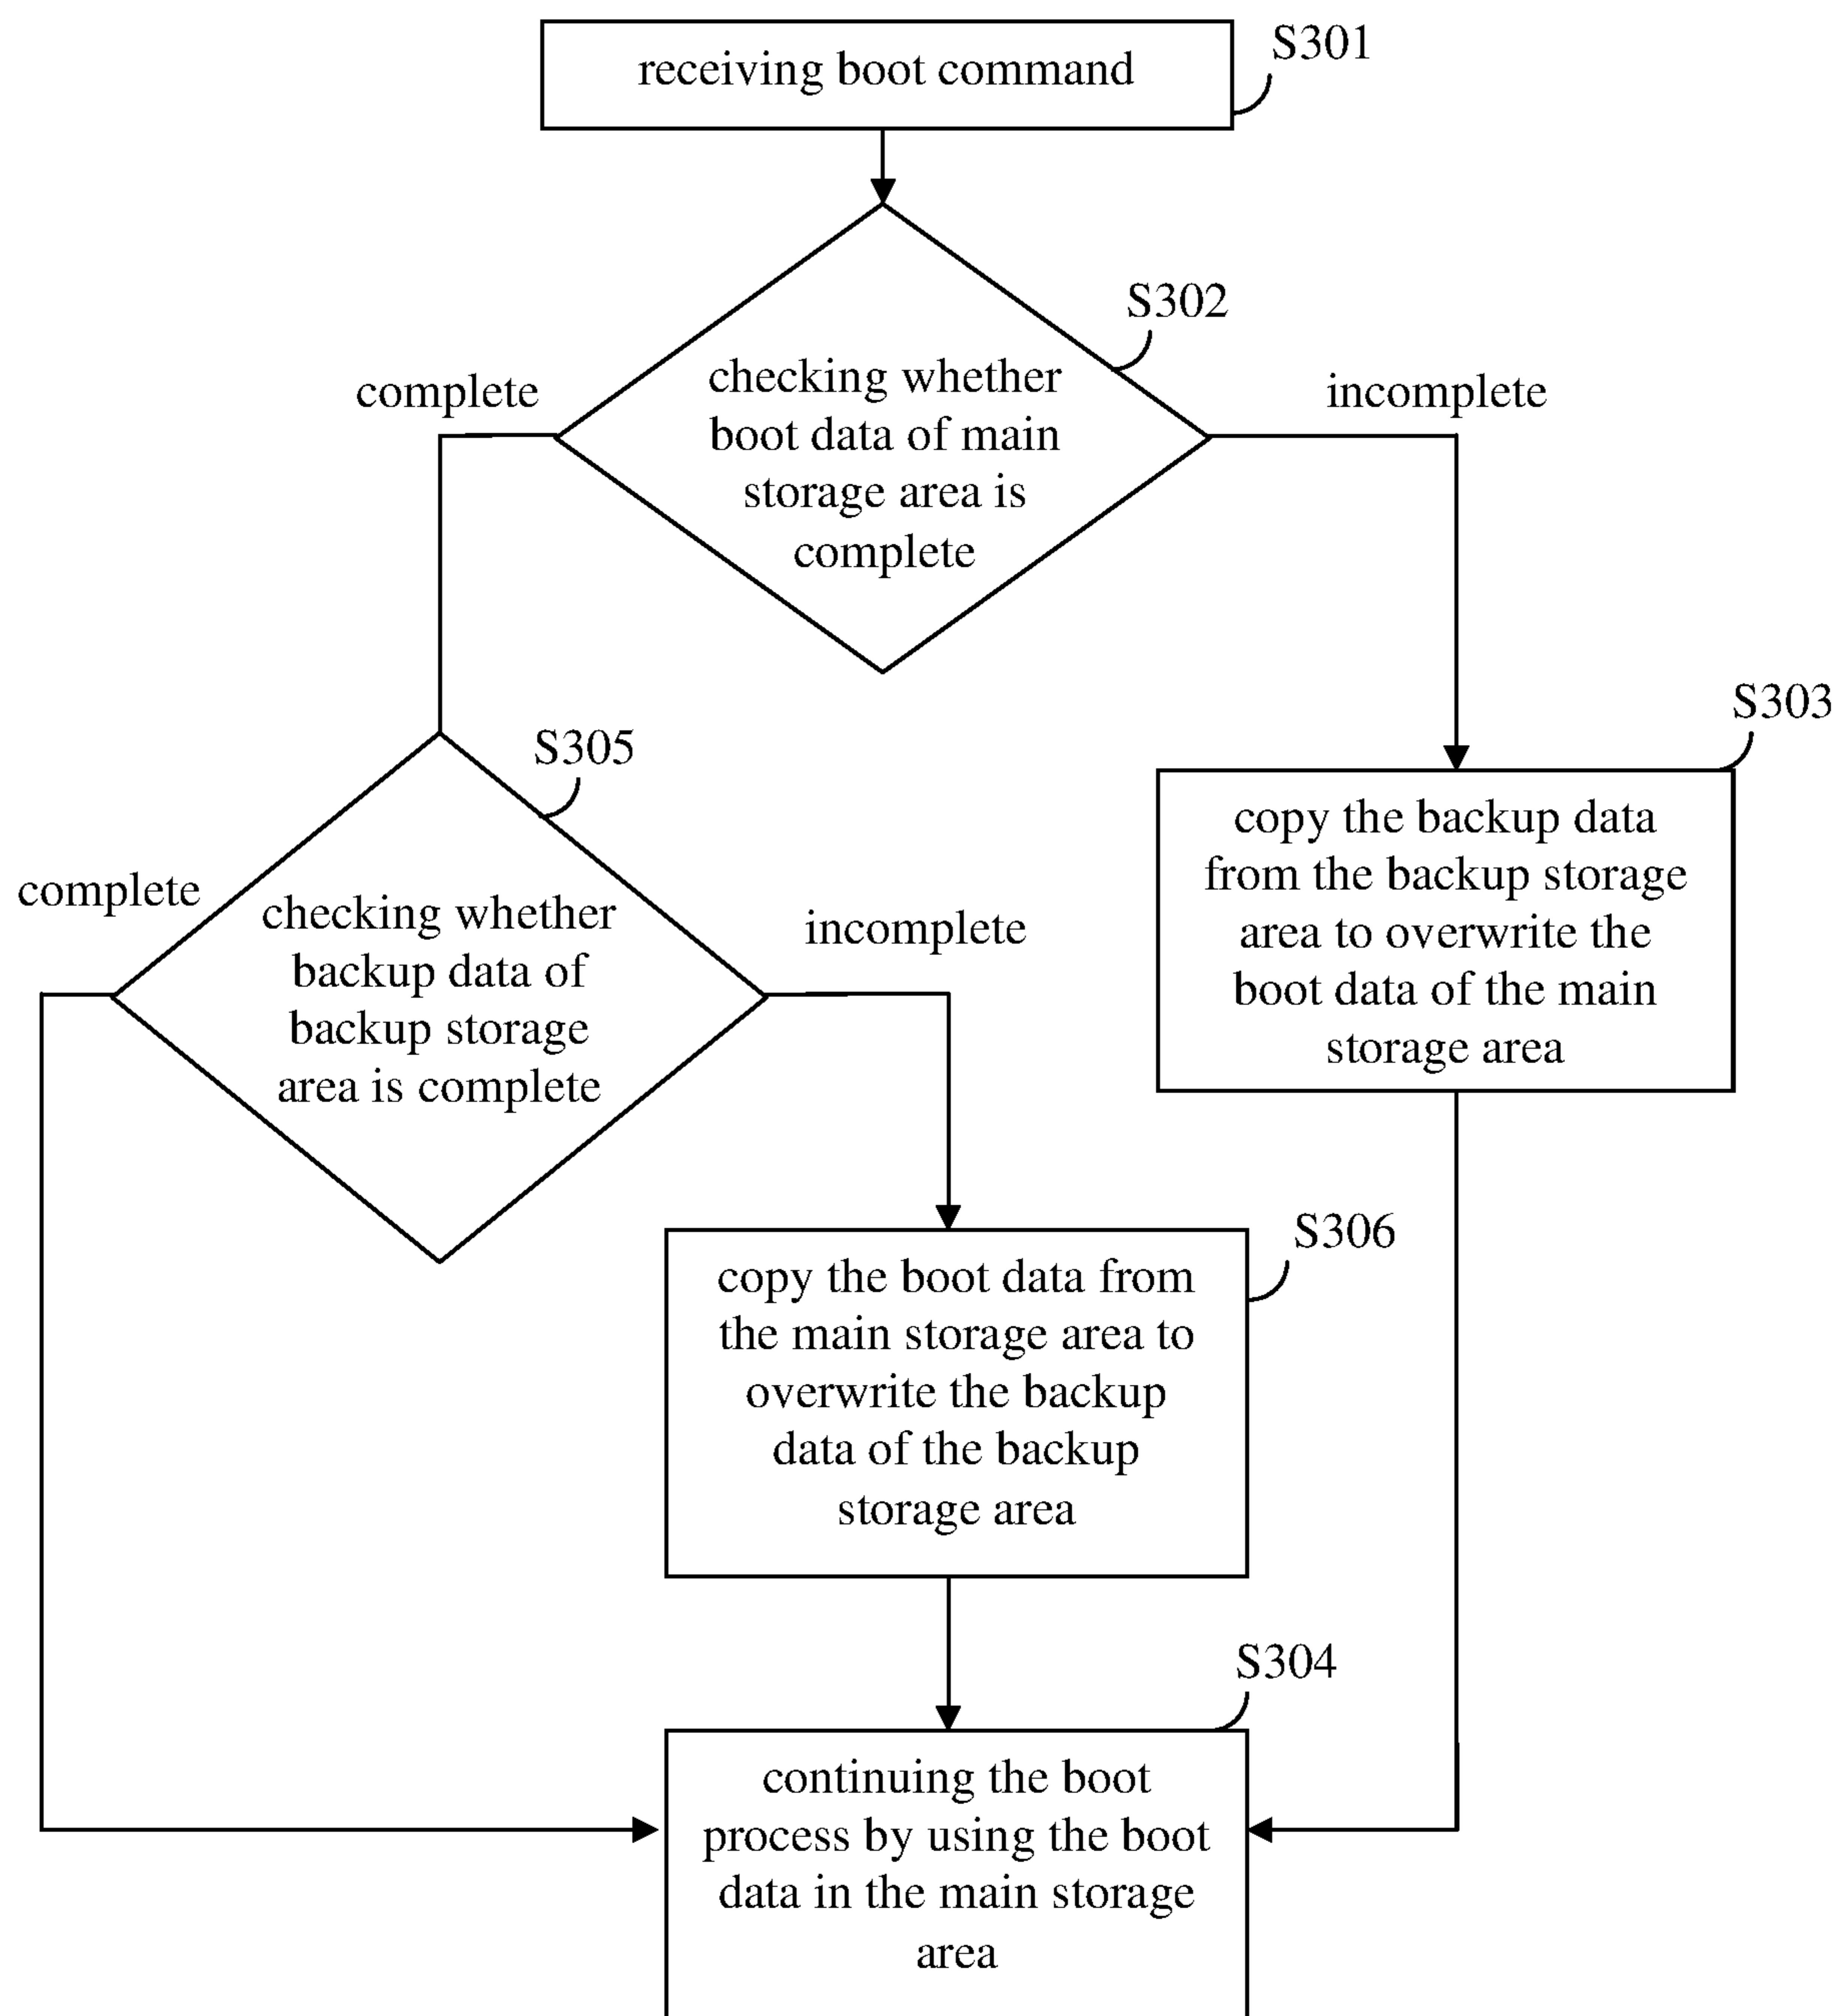 receiving boot command
S301
S302
checking whether
boot data of main
storage area is
complete
complete
incomplete
S303
copy the backup data
from the backup storage
area to overwrite the
boot data of the main
storage area
S305
complete
checking whether
backup data of
backup storage
area is complete
incomplete
S306
copy the boot data from
the main storage area to
overwrite the backup
data of the backup
storage area
S304
continuing the boot
process by using the boot
data in the main storage
area